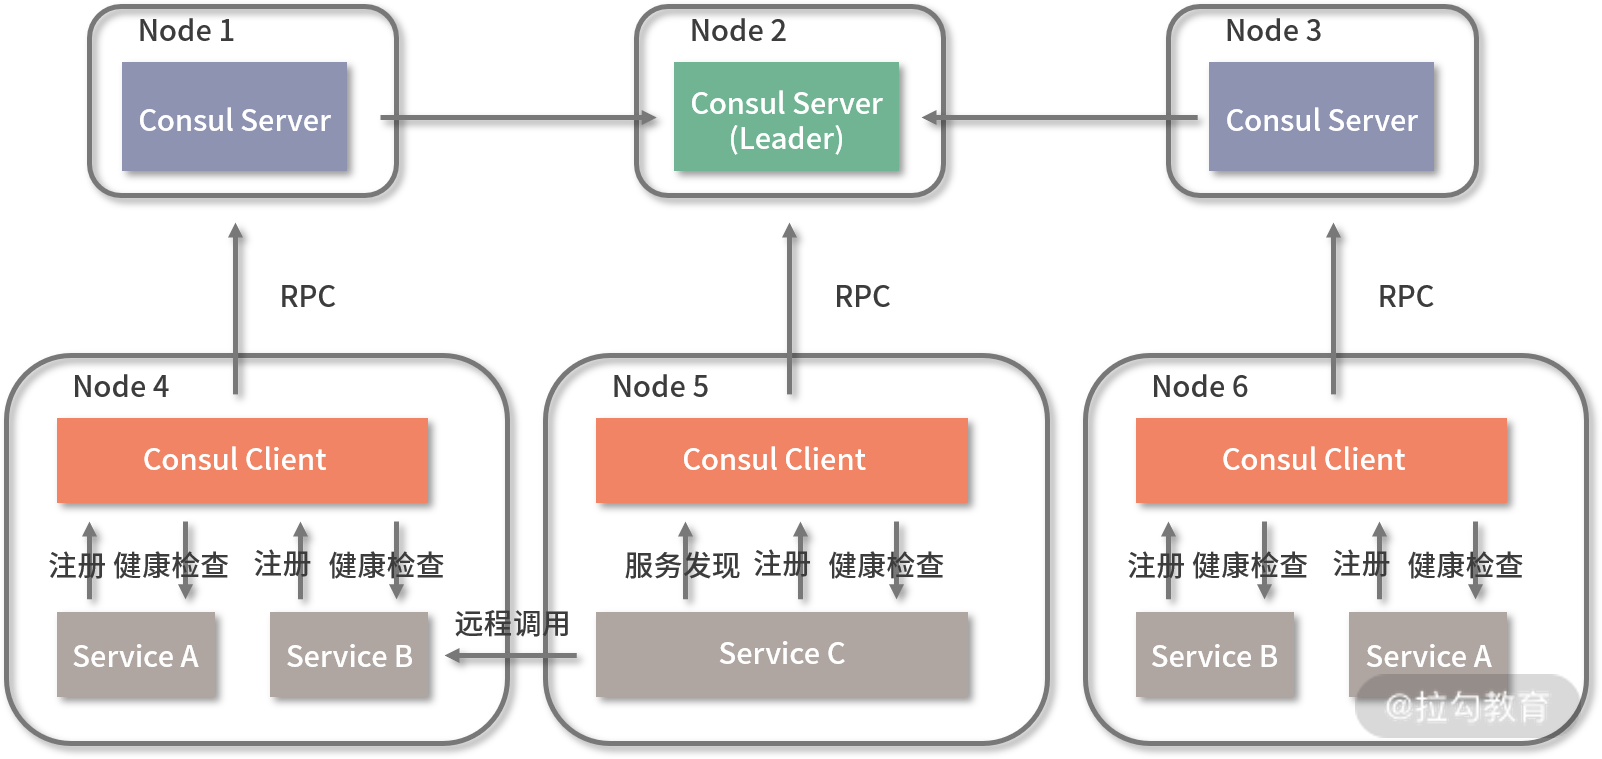 Node 1
Consul Server
Node 2
Consul Server
(Leader)
Node 3
Consul Server
RPC
RPC
RPC
Node 4
Consul Client
注册
健康检查
注册
健康检查
Service A
Service B
远程调用
Node 5
Consul Client
服务发现
注册
健康检查
Service C
Node 6
Consul Client
注册
健康检查
注册
健康检查
Service B
Service A
@拉勾教育